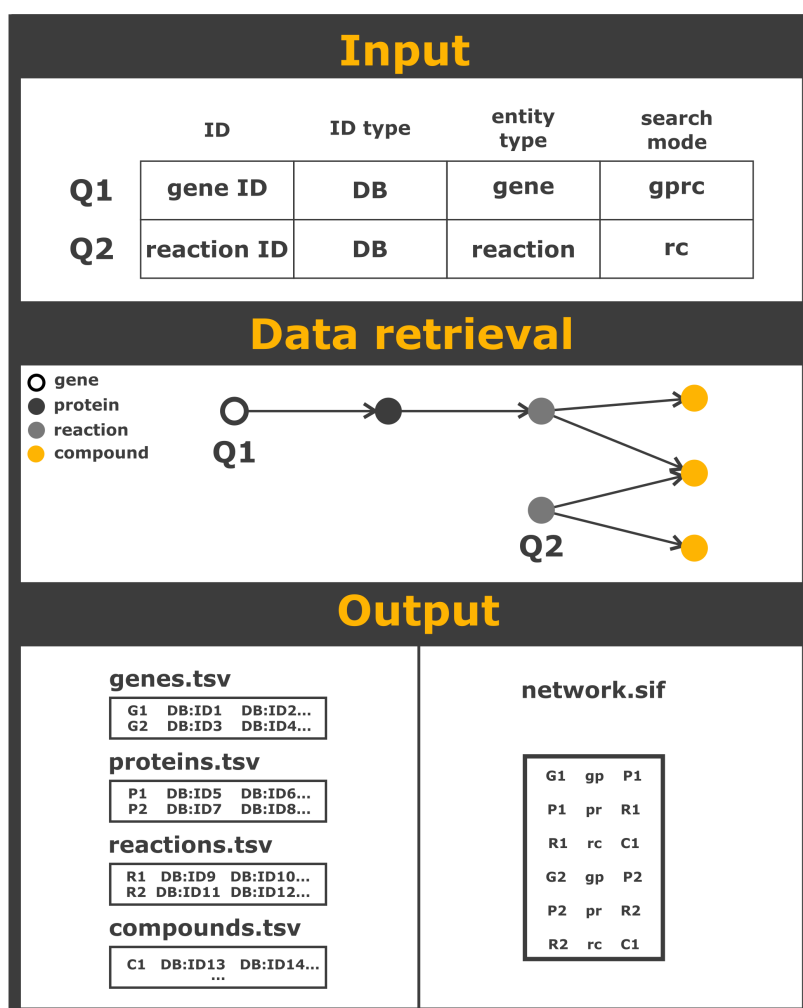 Input
ID ID type entity type search mode
Q1 gene ID DB gene gprc
Q2 reaction ID DB reaction rc
Data retrieval
gene
protein
reaction
compound
Q1
Q2
Output
genes.tsv
G1 DB:ID1 DB:ID2...
G2 DB:ID3 DB:ID4...
proteins.tsv
P1 DB:ID5 DB:ID6...
P2 DB:ID7 DB:ID8...
reactions.tsv
R1 DB:ID9 DB:ID10...
R2 DB:ID11 DB:ID12...
compounds.tsv
C1 DB:ID13 DB:ID14...
...
network.sif
G1 gp P1
P1 pr R1
R1 rc C1
G2 gp P2
P2 pr R2
R2 rc C1